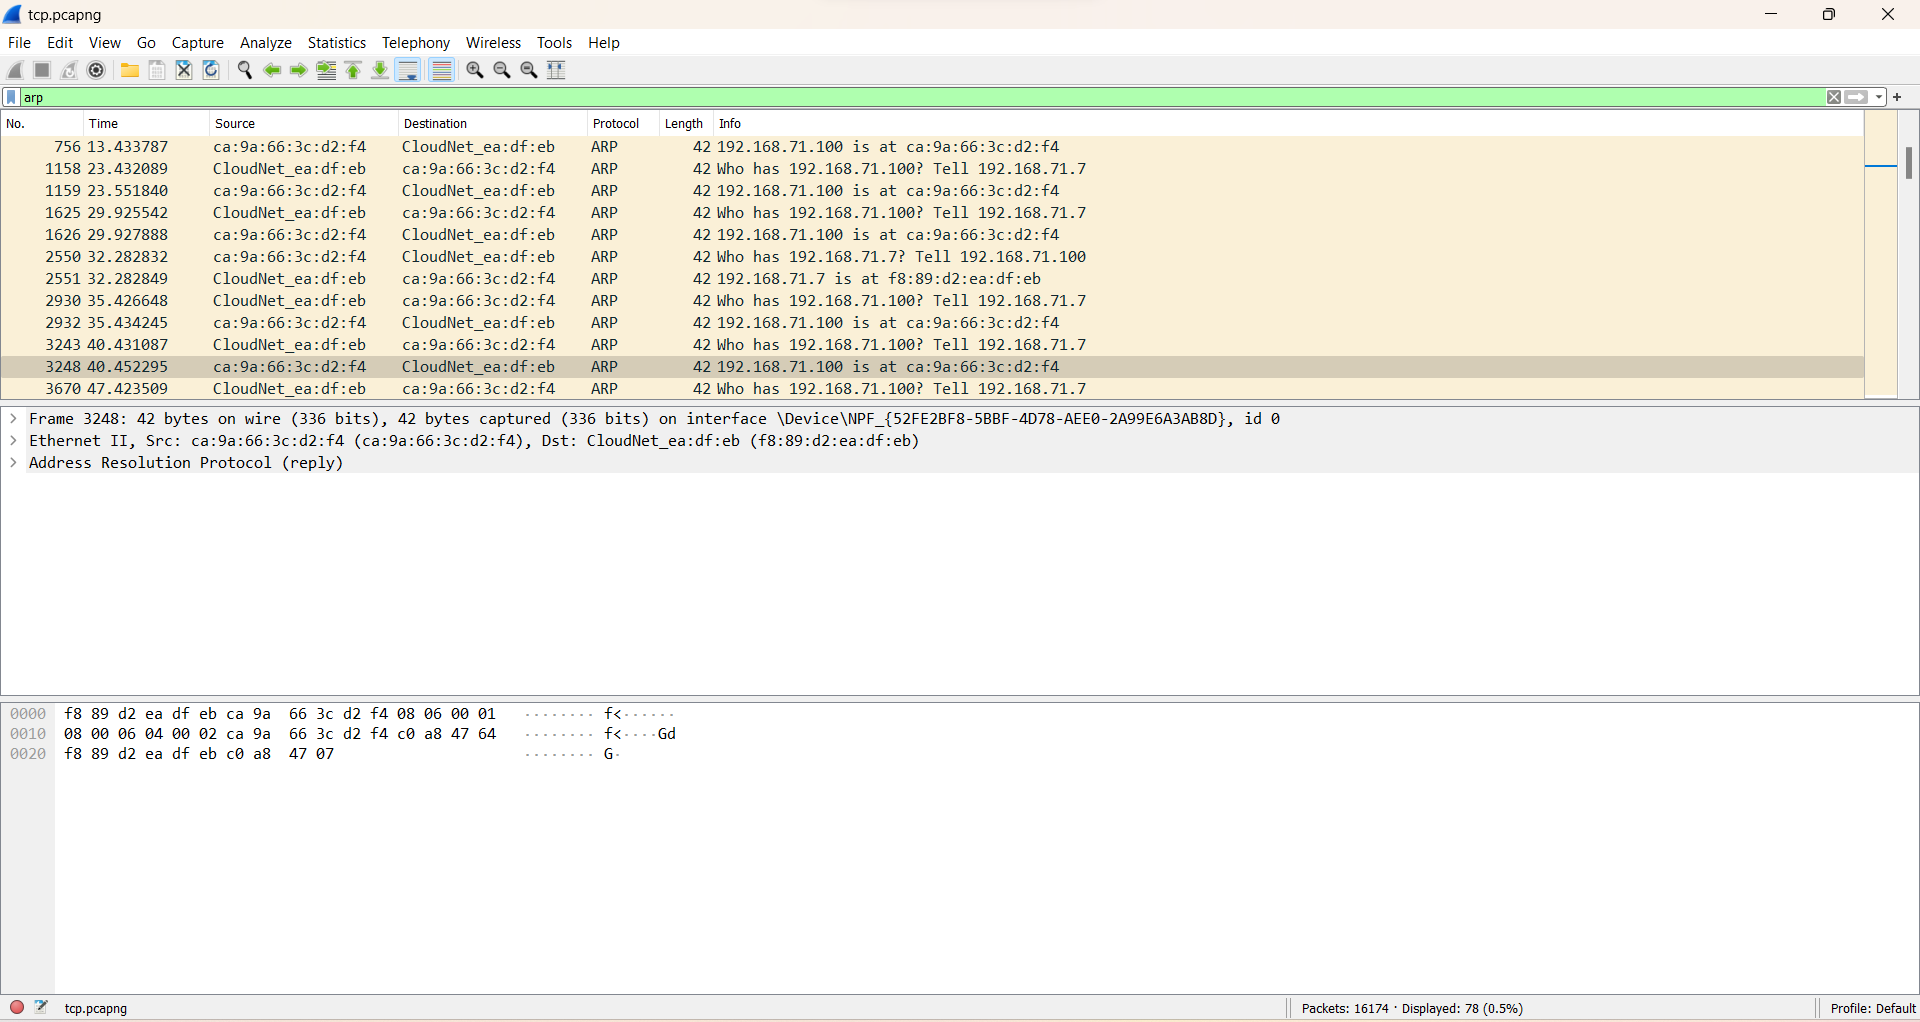 tcp.pcapng
File Edit View Go Capture Analyze Statistics Telephony Wireless Tools Help
arp
No. Time Source Destination Protocol Length Info
756 13.433787 ca:9a:66:3c:d2:f4 CloudNet_ea:df:eb ARP 42 192.168.71.100 is at ca:9a:66:3c:d2:f4
1158 23.432089 CloudNet_ea:df:eb ca:9a:66:3c:d2:f4 ARP 42 Who has 192.168.71.100? Tell 192.168.71.7
1159 23.551840 ca:9a:66:3c:d2:f4 CloudNet_ea:df:eb ARP 42 192.168.71.100 is at ca:9a:66:3c:d2:f4
1625 29.925542 CloudNet_ea:df:eb ca:9a:66:3c:d2:f4 ARP 42 Who has 192.168.71.100? Tell 192.168.71.7
1626 29.927888 ca:9a:66:3c:d2:f4 CloudNet_ea:df:eb ARP 42 192.168.71.100 is at ca:9a:66:3c:d2:f4
2550 32.282832 ca:9a:66:3c:d2:f4 CloudNet_ea:df:eb ARP 42 Who has 192.168.71.7? Tell 192.168.71.100
2551 32.282849 CloudNet_ea:df:eb ca:9a:66:3c:d2:f4 ARP 42 192.168.71.7 is at f8:89:d2:ea:df:eb
2930 35.426648 CloudNet_ea:df:eb ca:9a:66:3c:d2:f4 ARP 42 Who has 192.168.71.100? Tell 192.168.71.7
2932 35.434245 ca:9a:66:3c:d2:f4 CloudNet_ea:df:eb ARP 42 192.168.71.100 is at ca:9a:66:3c:d2:f4
3243 40.431087 CloudNet_ea:df:eb ca:9a:66:3c:d2:f4 ARP 42 Who has 192.168.71.100? Tell 192.168.71.7
3248 40.452295 ca:9a:66:3c:d2:f4 CloudNet_ea:df:eb ARP 42 192.168.71.100 is at ca:9a:66:3c:d2:f4
3670 47.423509 CloudNet_ea:df:eb ca:9a:66:3c:d2:f4 ARP 42 Who has 192.168.71.100? Tell 192.168.71.7
Frame 3248: 42 bytes on wire (336 bits), 42 bytes captured (336 bits) on interface \Device\NPF_{52FE2BF8-5BBF-4D78-AEE0-2A99E6A3AB8D}, id 0
Ethernet II, Src: ca:9a:66:3c:d2:f4 (ca:9a:66:3c:d2:f4), Dst: CloudNet_ea:df:eb (f8:89:d2:ea:df:eb)
Address Resolution Protocol (reply)
0000 f8 89 d2 ea df eb ca 9a 66 3c d2 f4 08 06 00 01 ········ f<······
0010 08 00 06 04 00 02 ca 9a 66 3c d2 f4 c0 a8 47 64 ········ f<····Gd
0020 f8 89 d2 ea df eb c0 a8 47 07 ········ G·
tcp.pcapng Packets: 16174 · Displayed: 78 (0.5%) Profile: Default